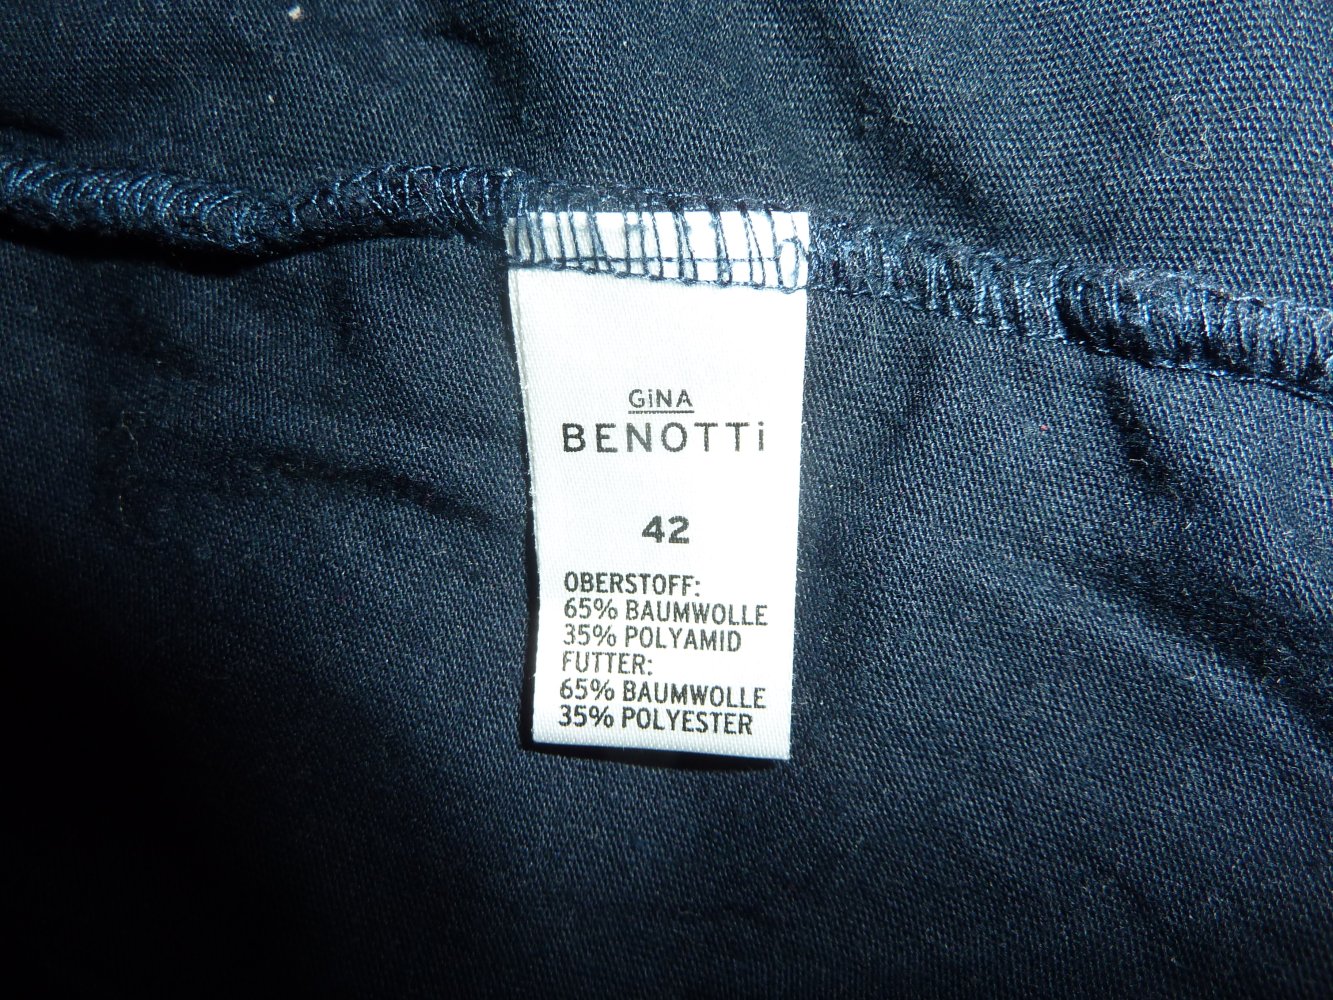 GiNA
BENOTTi
42
OBERSTOFF:
65% BAUMWOLLE
35% POLYAMID
FUTTER:
65% BAUMWOLLE
35% POLYESTER